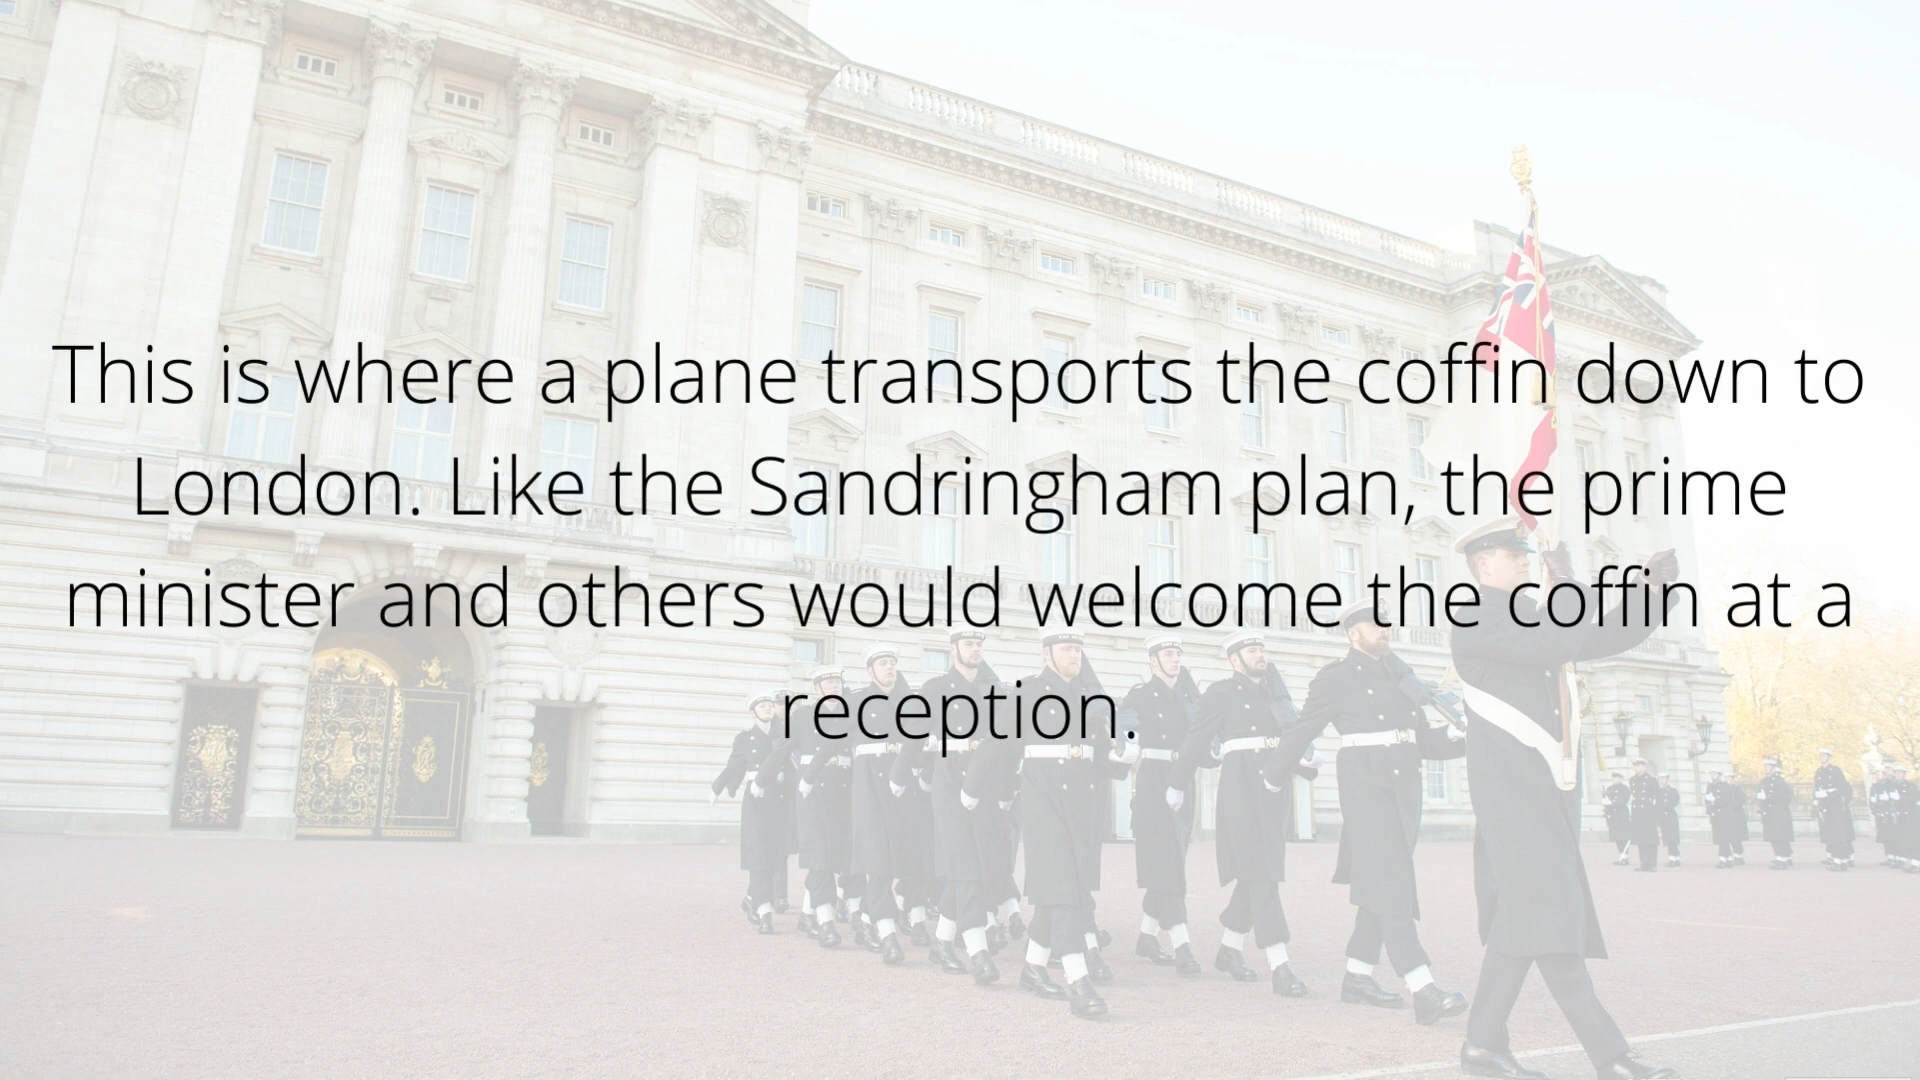 This is where a plane transports the coffin down to
London. Like the Sandringham plan, the prime
minister and others would welcome the coffin at a
reception.